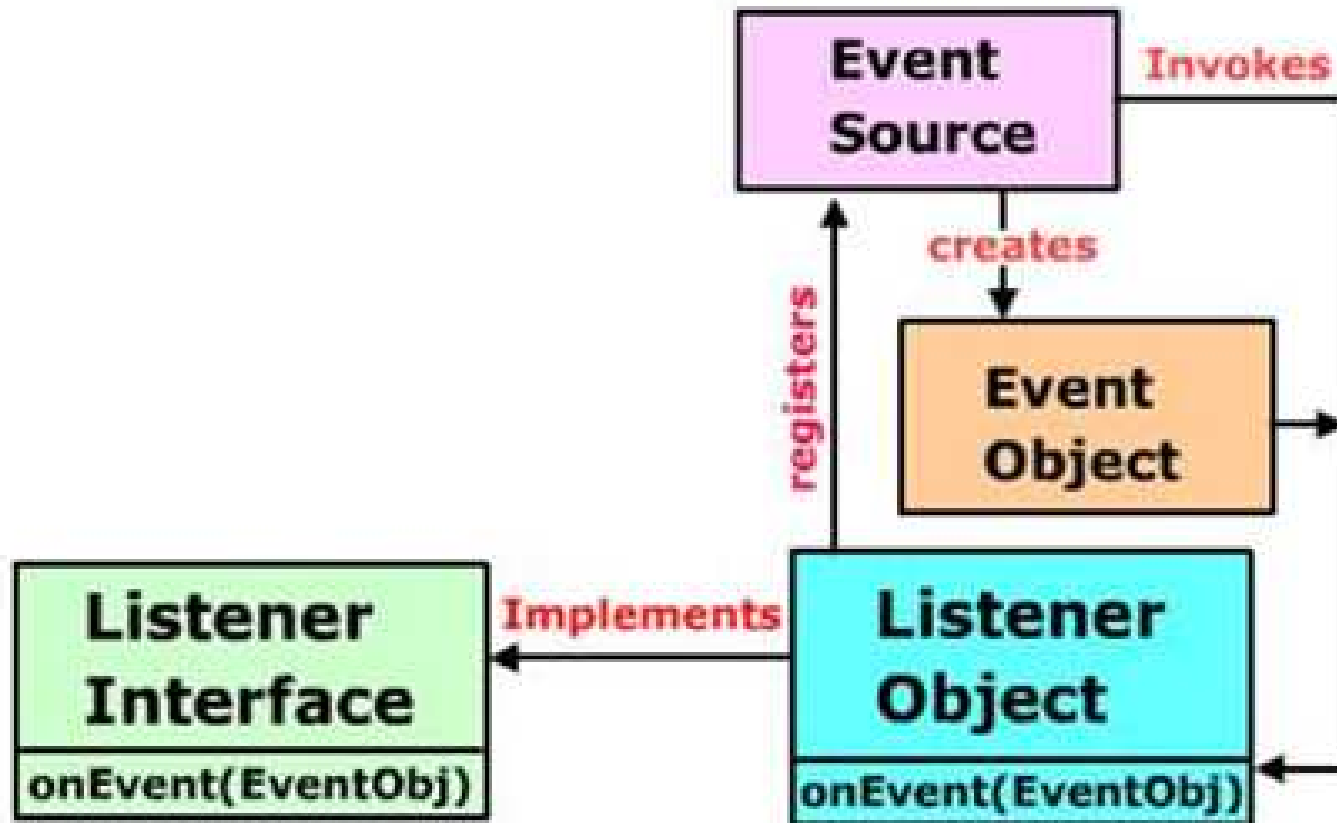 Event
Source
Invokes
creates
registers
Event
Object
Listener
Interface
onEvent(EventObj)
Implements
Listener
Object
onEvent(EventObj)